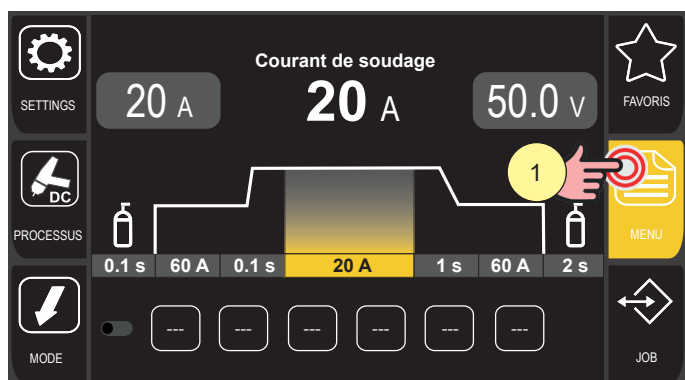 SETTINGS
Courant de soudage
20 A
20 A
50.0 V
FAVORIS
1
DC
PROCESSUS
MENU
0.1 s 60 A 0.1 s 20 A 1 s 60 A 2 s
--- --- --- --- --- ---
MODE
JOB